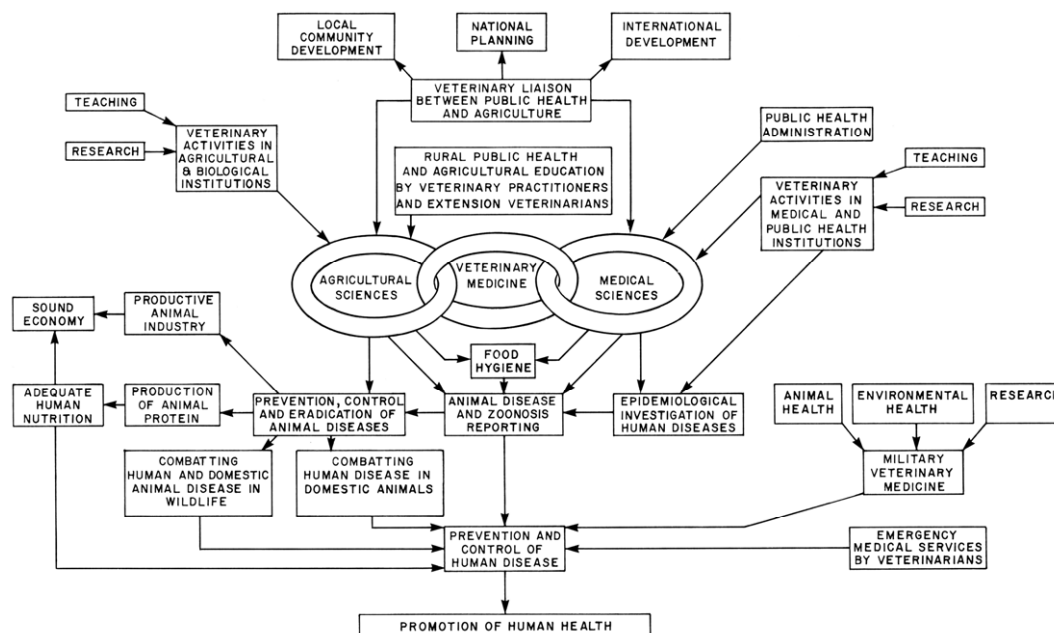 LOCAL
COMMUNITY
DEVELOPMENT
NATIONAL
PLANNING
INTERNATIONAL
DEVELOPMENT
VETERINARY LIAISON
BETWEEN PUBLIC HEALTH
AND AGRICULTURE
TEACHING
RESEARCH
VETERINARY
ACTIVITIES IN
AGRICULTURAL
& BIOLOGICAL
INSTITUTIONS
RURAL PUBLIC HEALTH
AND AGRICULTURAL EDUCATION
BY VETERINARY PRACTITIONERS
AND EXTENSION VETERINARIANS
PUBLIC HEALTH
ADMINISTRATION
TEACHING
RESEARCH
VETERINARY
ACTIVITIES IN
MEDICAL AND
PUBLIC HEALTH
INSTITUTIONS
AGRICULTURAL
SCIENCES
VETERINARY
MEDICINE
MEDICAL
SCIENCES
SOUND
ECONOMY
PRODUCTIVE
ANIMAL
INDUSTRY
FOOD
HYGIENE
ADEQUATE
HUMAN
NUTRITION
PRODUCTION
OF ANIMAL
PROTEIN
PREVENTION, CONTROL
AND ERADICATION OF
ANIMAL DISEASES
ANIMAL DISEASE
AND ZOONOSIS
REPORTING
EPIDEMIOLOGICAL
INVESTIGATION OF
HUMAN DISEASES
ANIMAL
HEALTH
ENVIRONMENTAL
HEALTH
RESEARCH
COMBATTING
HUMAN AND DOMESTIC
ANIMAL DISEASE IN
WILDLIFE
COMBATTING
HUMAN DISEASE IN
DOMESTIC ANIMALS
MILITARY
VETERINARY
MEDICINE
PREVENTION AND
CONTROL OF
HUMAN DISEASE
EMERGENCY
MEDICAL SERVICES
BY VETERINARIANS
PROMOTION OF HUMAN HEALTH